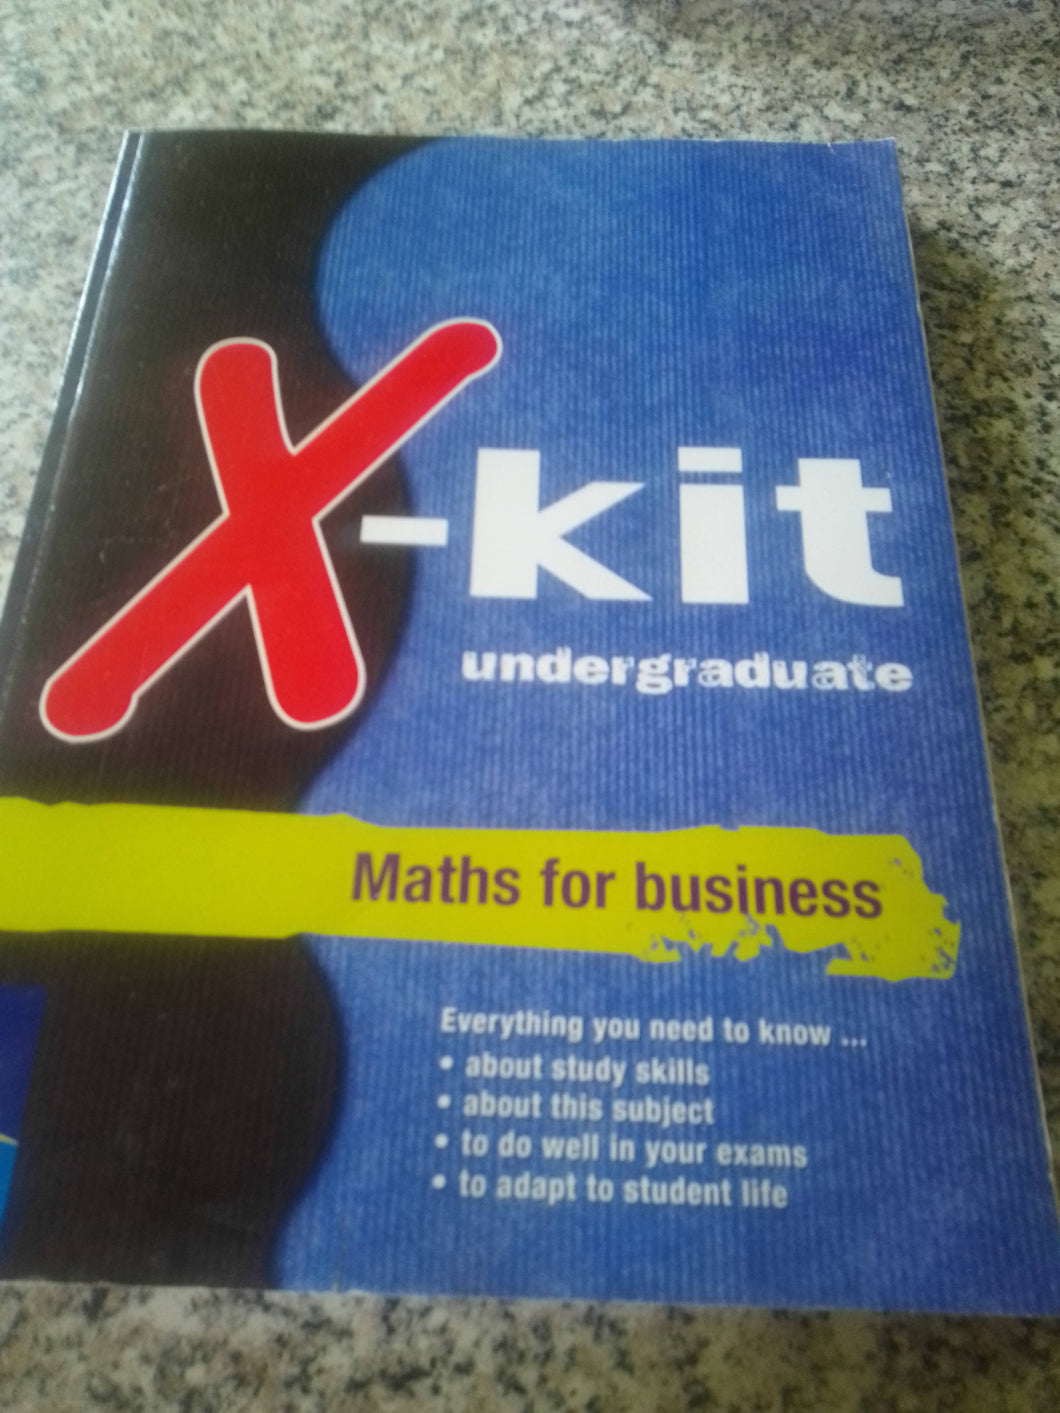 X-kit
undergraduate
Maths for business
Everything you need to know ...
• about study skills
• about this subject
• to do well in your exams
• to adapt to student life